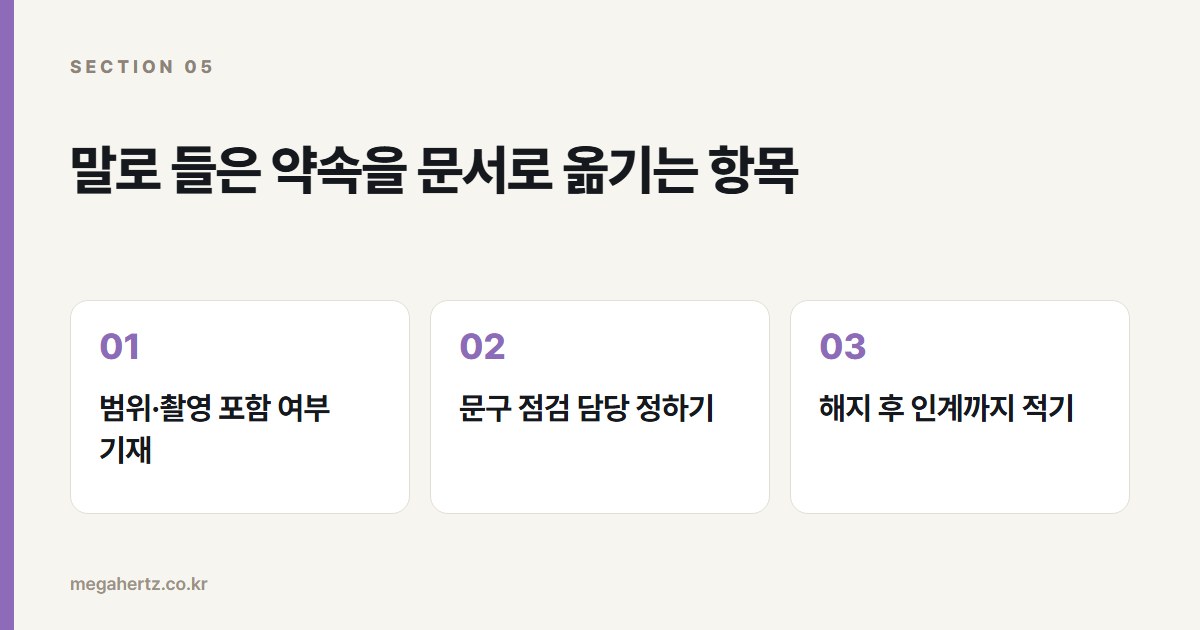 SECTION 05
말로 들은 약속을 문서로 옮기는 항목
01
범위·촬영 포함 여부
기재
02
문구 점검 담당 정하기
03
해지 후 인계까지 적기
megahertz.co.kr